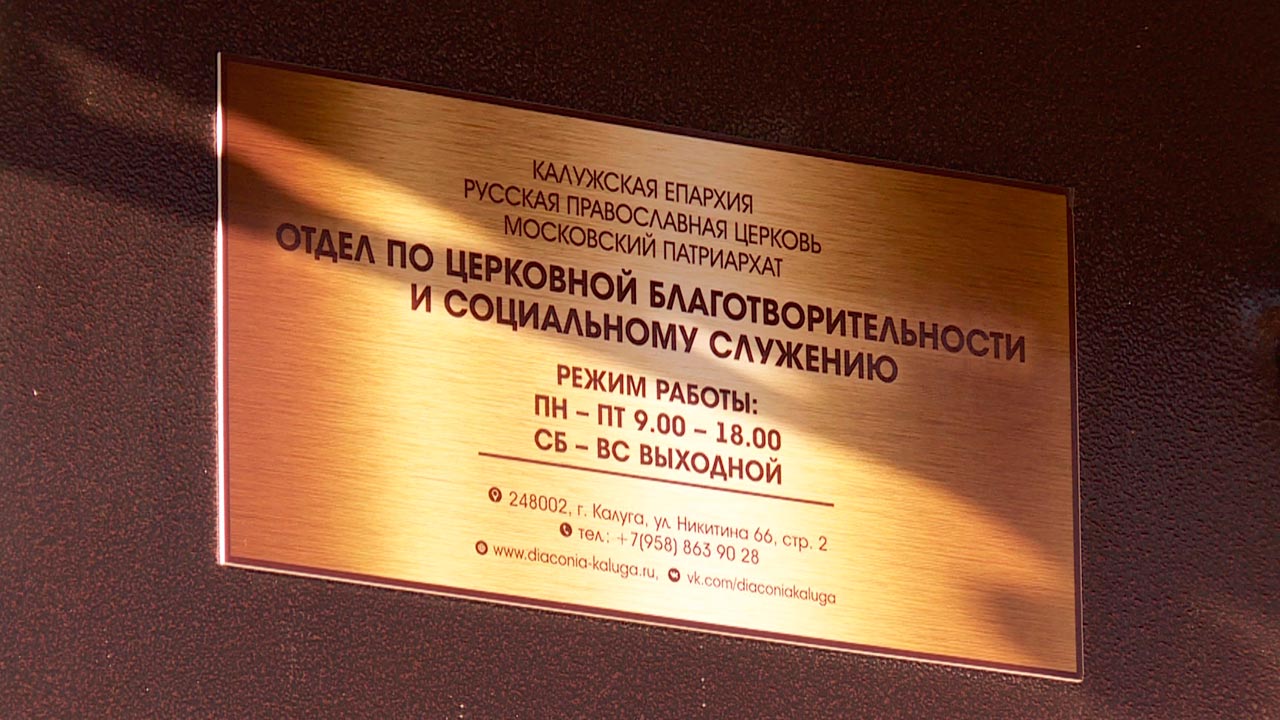 КАЛУЖСКАЯ ЕПАРХИЯ
РУССКАЯ ПРАВОСЛАВНАЯ ЦЕРКОВЬ
МОСКОВСКИЙ ПАТРИАРХАТ
ОТДЕЛ ПО ЦЕРКОВНОЙ БЛАГОТВОРИТЕЛЬНОСТИ
И СОЦИАЛЬНОМУ СЛУЖЕНИЮ
РЕЖИМ РАБОТЫ:
ПН – ПТ 9.00 – 18.00
СБ – ВС ВЫХОДНОЙ
248002, г. Калуга, ул. Никитина 66, стр. 2
тел.: +7(958) 863 90 28
www.diaconia-kaluga.ru, vk.com/diaconiakaluga